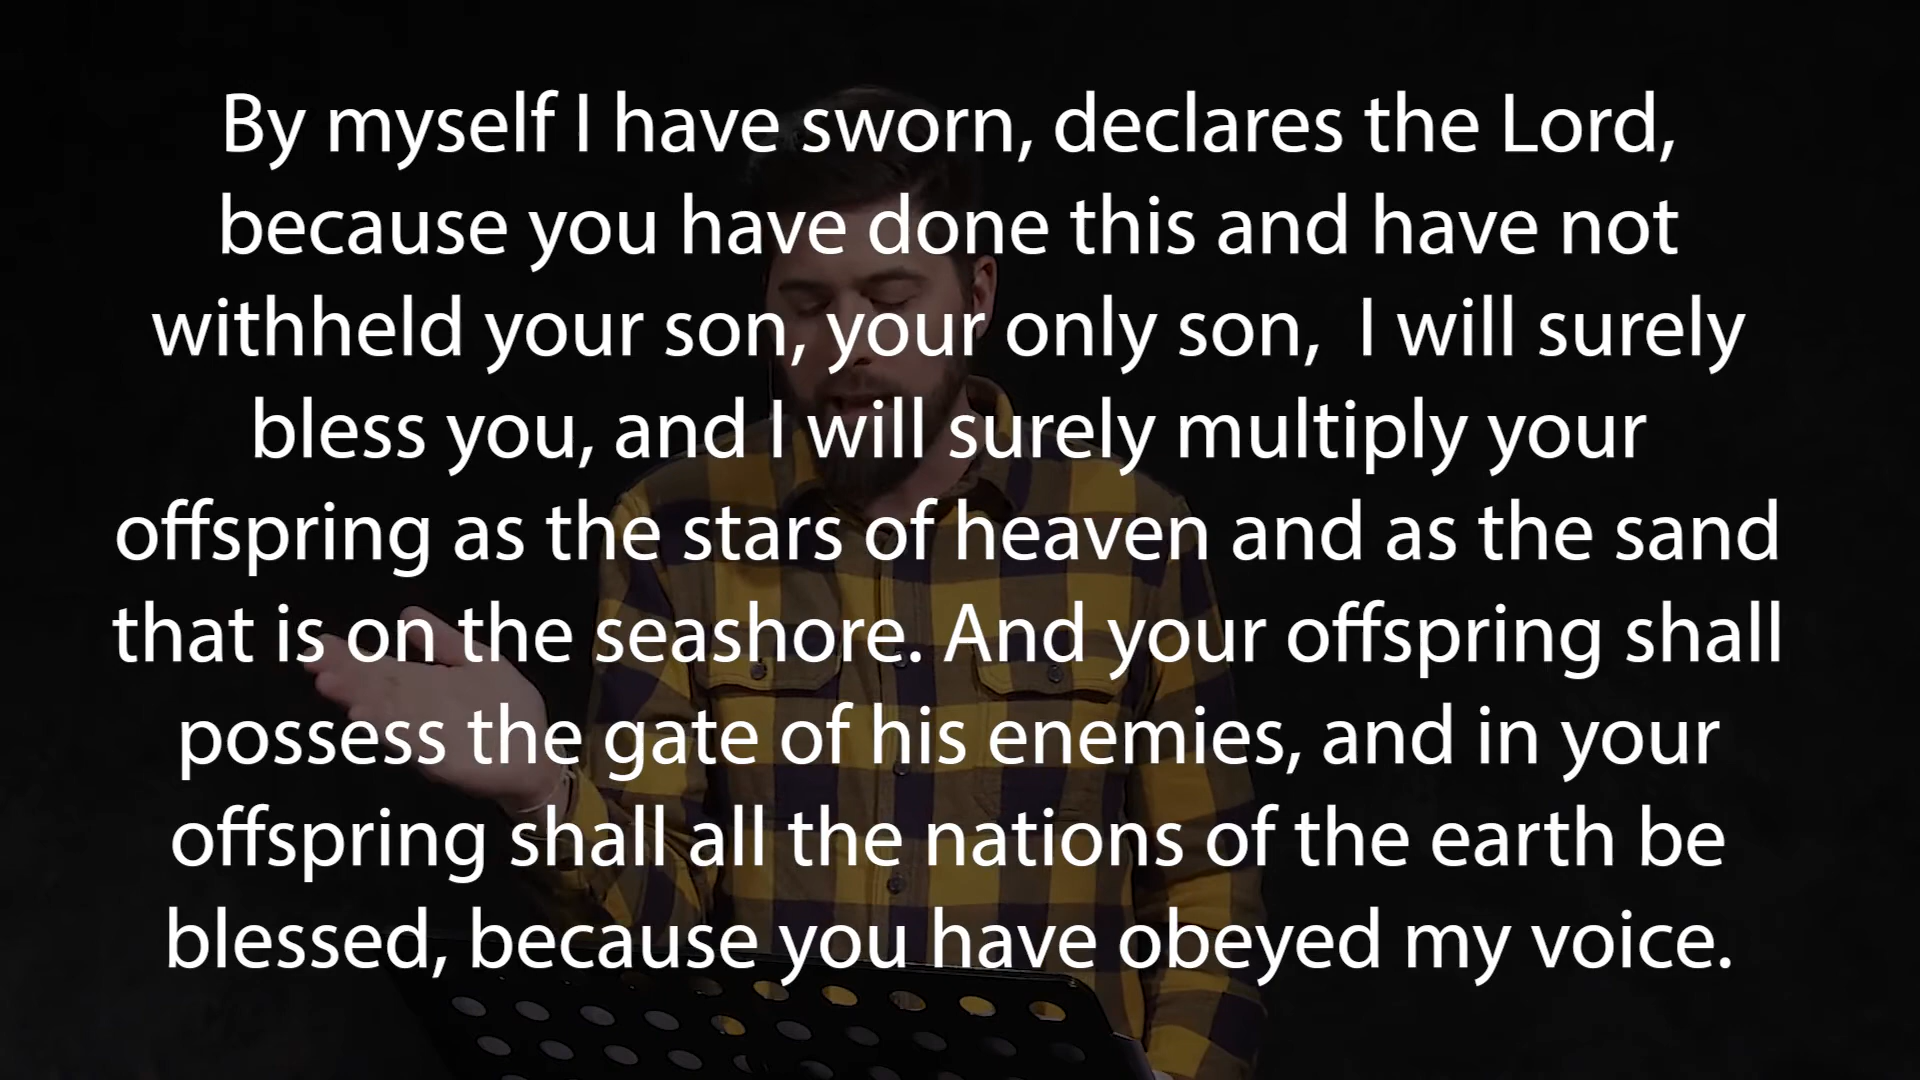 By myself I have sworn, declares the Lord,
because you have done this and have not
withheld your son, your only son,  I will surely
bless you, and I will surely multiply your
offspring as the stars of heaven and as the sand
that is on the seashore. And your offspring shall
possess the gate of his enemies, and in your
offspring shall all the nations of the earth be
blessed, because you have obeyed my voice.